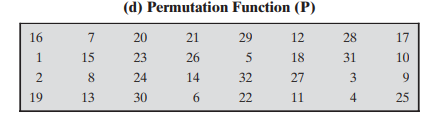 (d) Permutation Function (P)
16 7 20 21 29 12 28 17
1 15 23 26 5 18 31 10
2 8 24 14 32 27 3 9
19 13 30 6 22 11 4 25